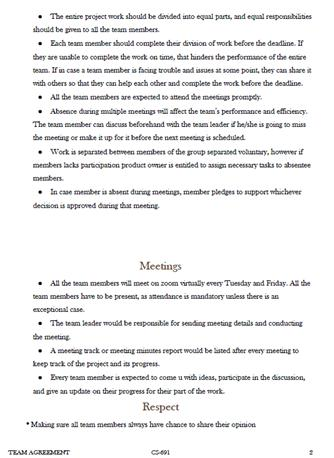 ● The entire project work should be divided into equal parts, and equal responsibilities
should be given to all the team members.
● Each team member should complete their division of work before the deadline. If
they are unable to complete the work on time, that hinders the performance of the entire
team. If in case a team member is facing trouble and issues at some point, they can share it
with others so that they can help each other and complete the work before the deadline.
● All the team members are expected to attend the meetings promptly.
● Absence during multiple meetings will affect the team's performance and efficiency.
The team member can discuss beforehand with the team leader if he/she is going to miss
the meeting or make it up for it before the next meeting is scheduled.
● Work is separated between members of the group separated voluntary, however if
members lacks participation product owner is entitled to assign necessary tasks to absentee
members.
● In case member is absent during meetings, member pledges to support whichever
decision is approved during that meeting.
Meetings
● All the team members will meet on zoom virtually every Tuesday and Friday. All the
team members have to be present, as attendance is mandatory unless there is an
exceptional case.
● The team leader would be responsible for sending meeting details and conducting
the meeting.
● A meeting track or meeting minutes report would be listed after every meeting to
keep track of the project and its progress.
● Every team member is expected to come u with ideas, participate in the discussion,
and give an update on their progress for their part of the work.
Respect
* Making sure all team members always have chance to share their opinion
TEAM AGREEMENT CS-691 2